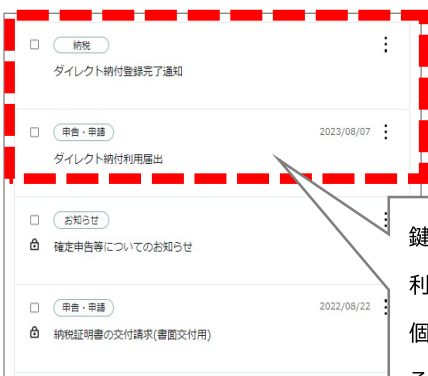 納税
ダイレクト納付登録完了通知
申告・申請
2023/08/07
ダイレクト納付利用届出
お知らせ
確定申告等についてのお知らせ
申告・申請
2022/08/22
納税証明書の交付請求(書面交付用)
鍵
利
個